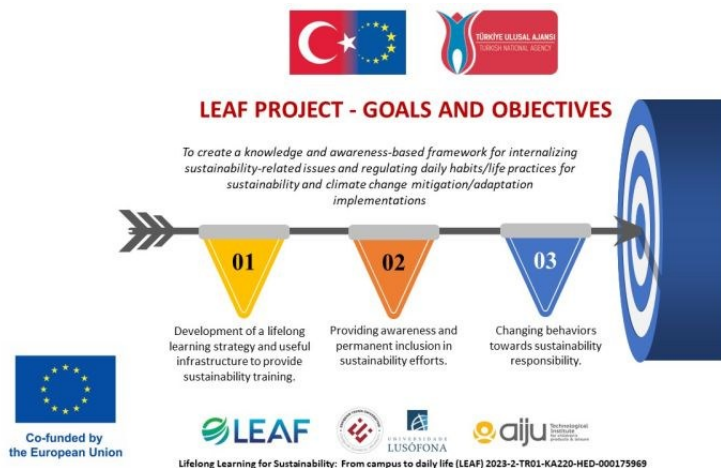 TÜRKİYE ULUSAL AJANSI
TURKISH NATIONAL AGENCY
LEAF PROJECT - GOALS AND OBJECTIVES
To create a knowledge and awareness-based framework for internalizing
sustainability-related issues and regulating daily habits/life practices for
sustainability and climate change mitigation/adaptation
implementations
01
02
03
Development of a lifelong
learning strategy and useful
infrastructure to provide
sustainability training.
Providing awareness and
permanent inclusion in
sustainability efforts.
Changing behaviors
towards sustainability
responsibility.
Co-funded by
the European Union
LEAF
UNIVERSIDADE
LUSÓFONA
aiju
Technological
Institute
for children's
products & leisure
Lifelong Learning for Sustainability: From campus to daily life (LEAF) 2023-2-TR01-KA220-HED-000175969